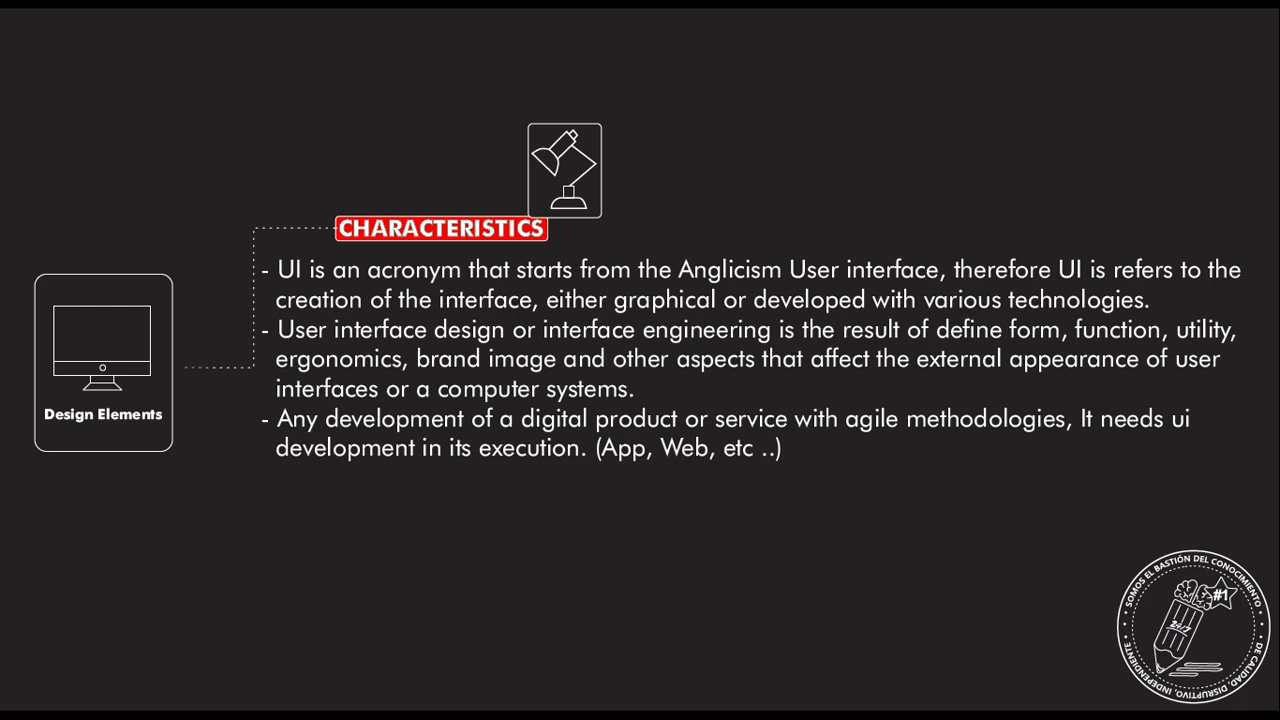 CHARACTERISTICS
- UI is an acronym that starts from the Anglicism User interface, therefore UI is refers to the
creation of the interface, either graphical or developed with various technologies.
- User interface design or interface engineering is the result of define form, function, utility,
ergonomics, brand image and other aspects that affect the external appearance of user
interfaces or a computer systems.
- Any development of a digital product or service with agile methodologies, It needs ui
development in its execution. (App, Web, etc ..)
Design Elements
SOMOS EL BASTIÓN DEL CONOCIMIENTO
#1
24/7
DE CALIDAD, DISRUPTIVO, INDEPENDIENTE